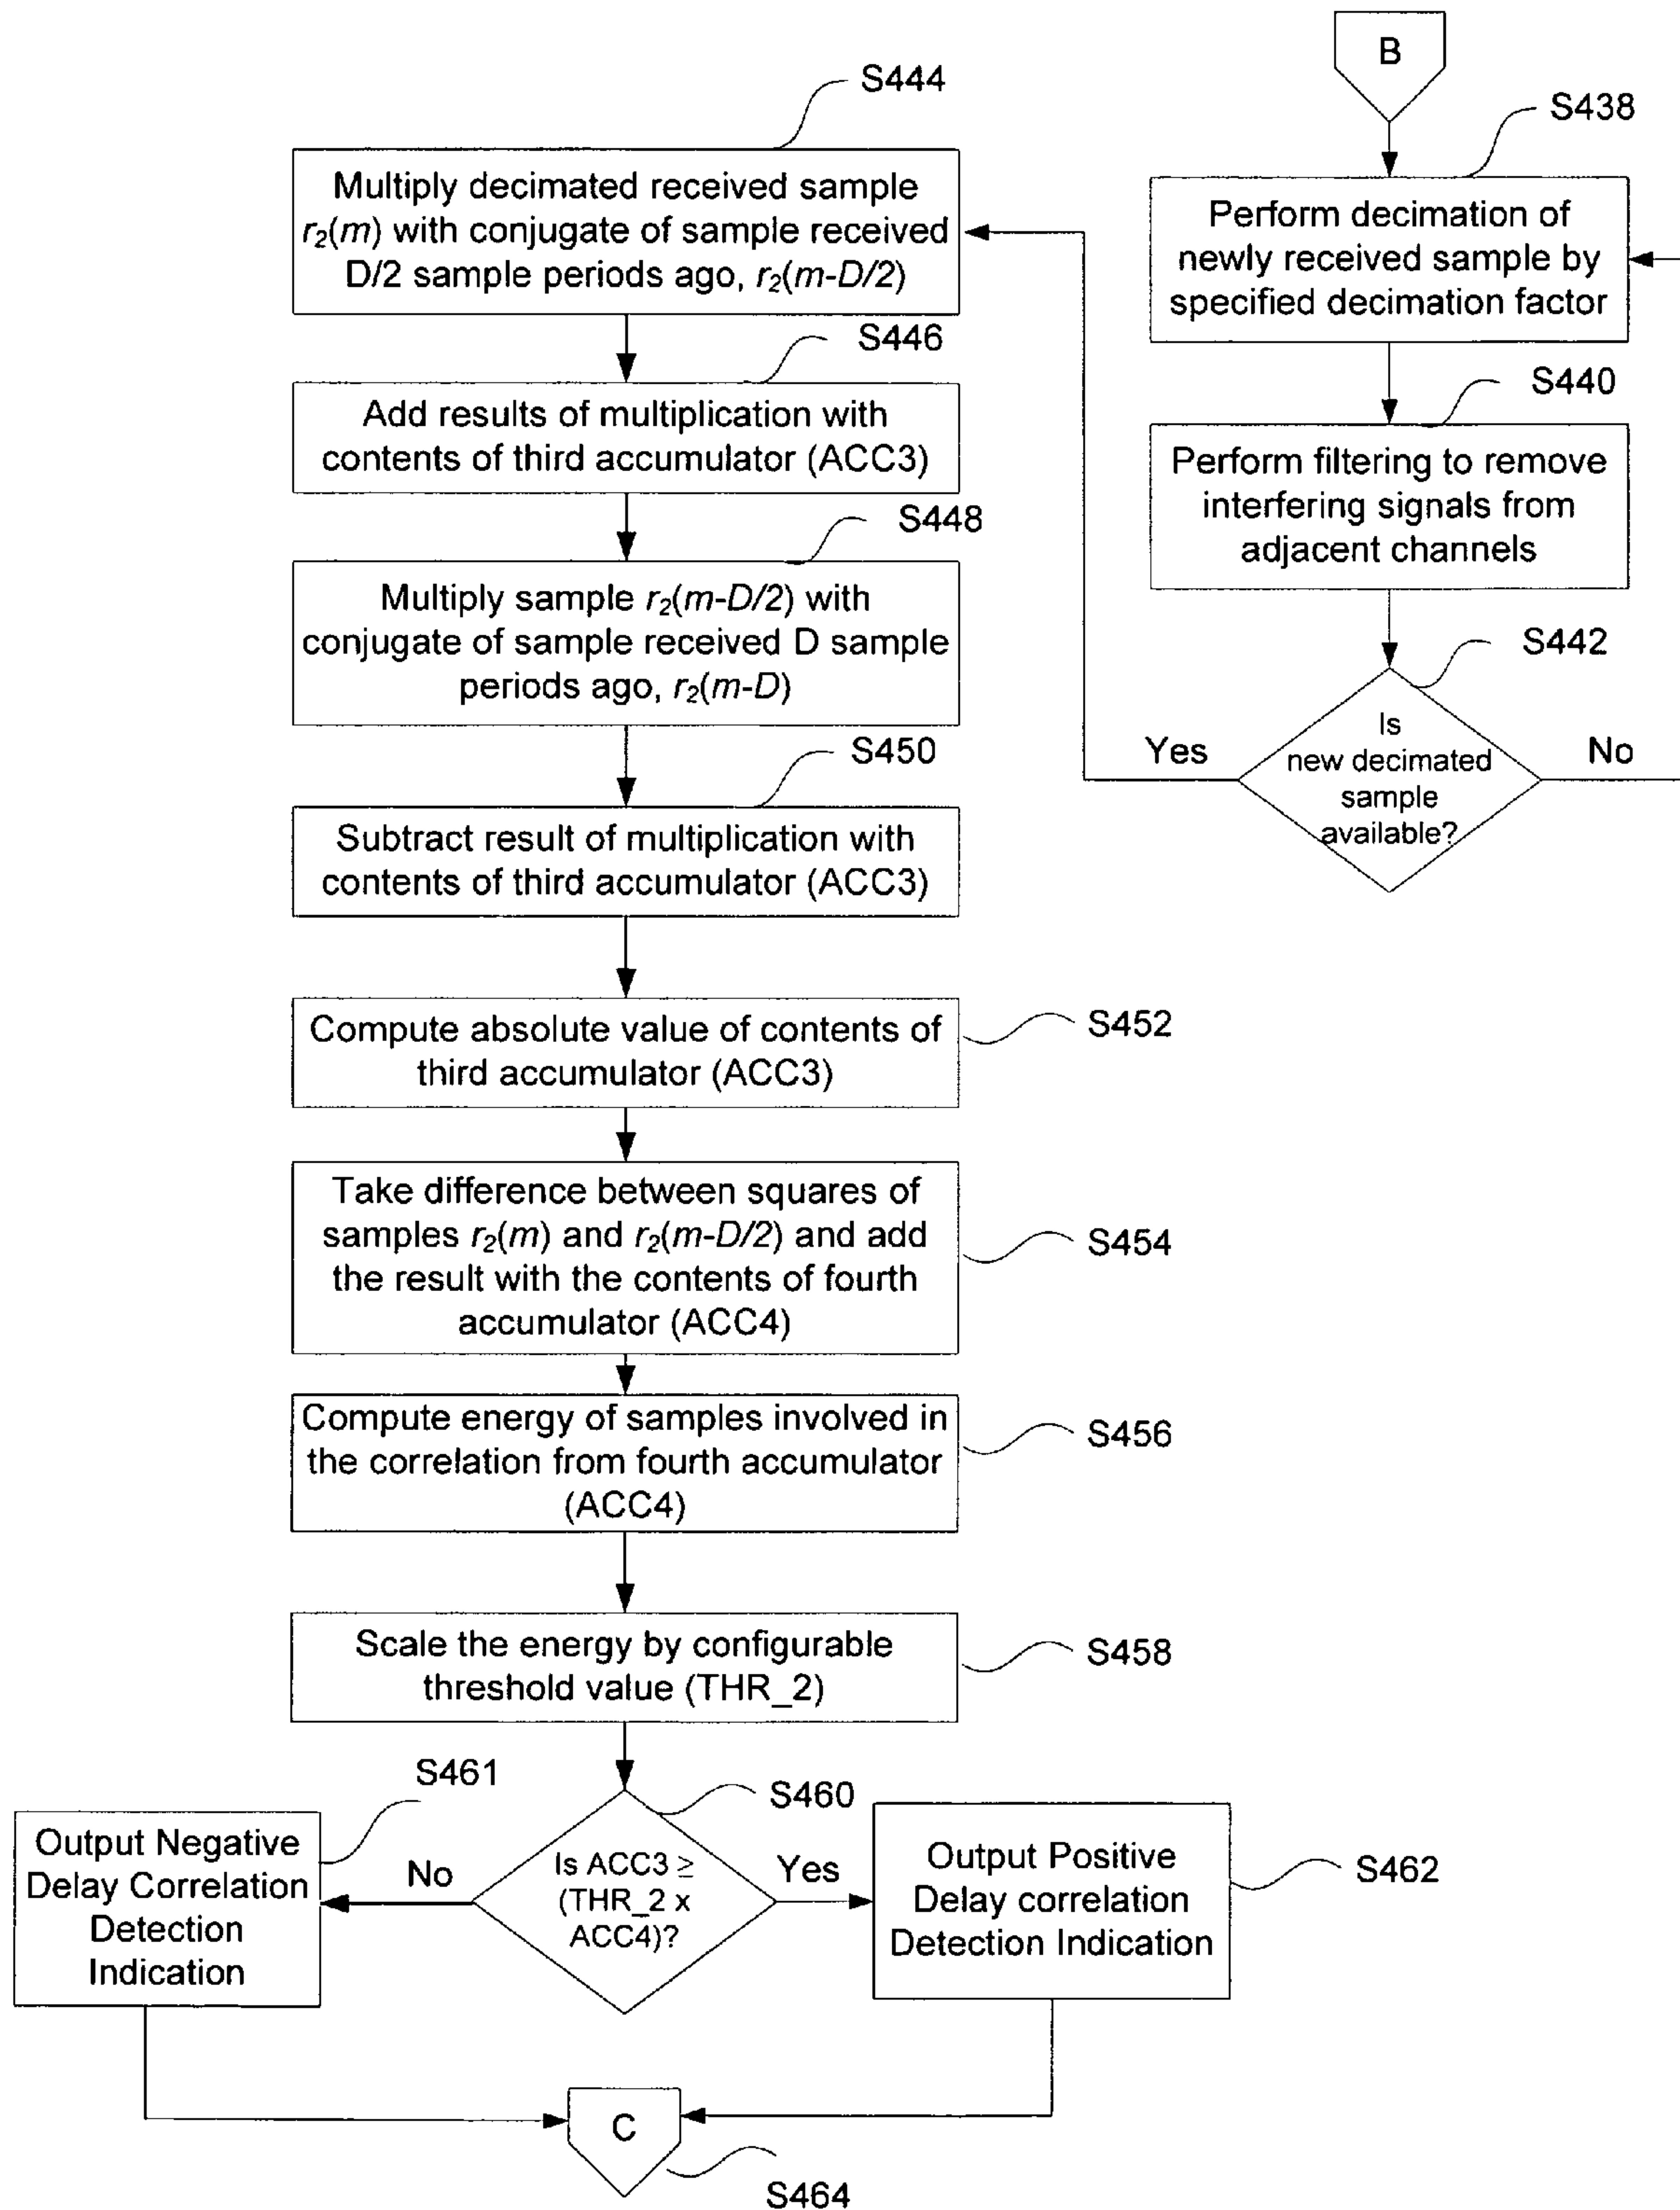 B
S438
Perform decimation of
newly received sample by
specified decimation factor
S440
Perform filtering to remove
interfering signals from
adjacent channels
S442
Is
new decimated
sample
available?
Yes
No
S444
Multiply decimated received sample
r₂(m) with conjugate of sample received
D/2 sample periods ago, r₂(m-D/2)
S446
Add results of multiplication with
contents of third accumulator (ACC3)
S448
Multiply sample r₂(m-D/2) with
conjugate of sample received D sample
periods ago, r₂(m-D)
S450
Subtract result of multiplication with
contents of third accumulator (ACC3)
S452
Compute absolute value of contents of
third accumulator (ACC3)
S454
Take difference between squares of
samples r₂(m) and r₂(m-D/2) and add
the result with the contents of fourth
accumulator (ACC4)
S456
Compute energy of samples involved in
the correlation from fourth accumulator
(ACC4)
S458
Scale the energy by configurable
threshold value (THR_2)
S460
Is ACC3 ≥
(THR_2 x
ACC4)?
No
Yes
S461
Output Negative
Delay Correlation
Detection
Indication
S462
Output Positive
Delay correlation
Detection Indication
C
S464